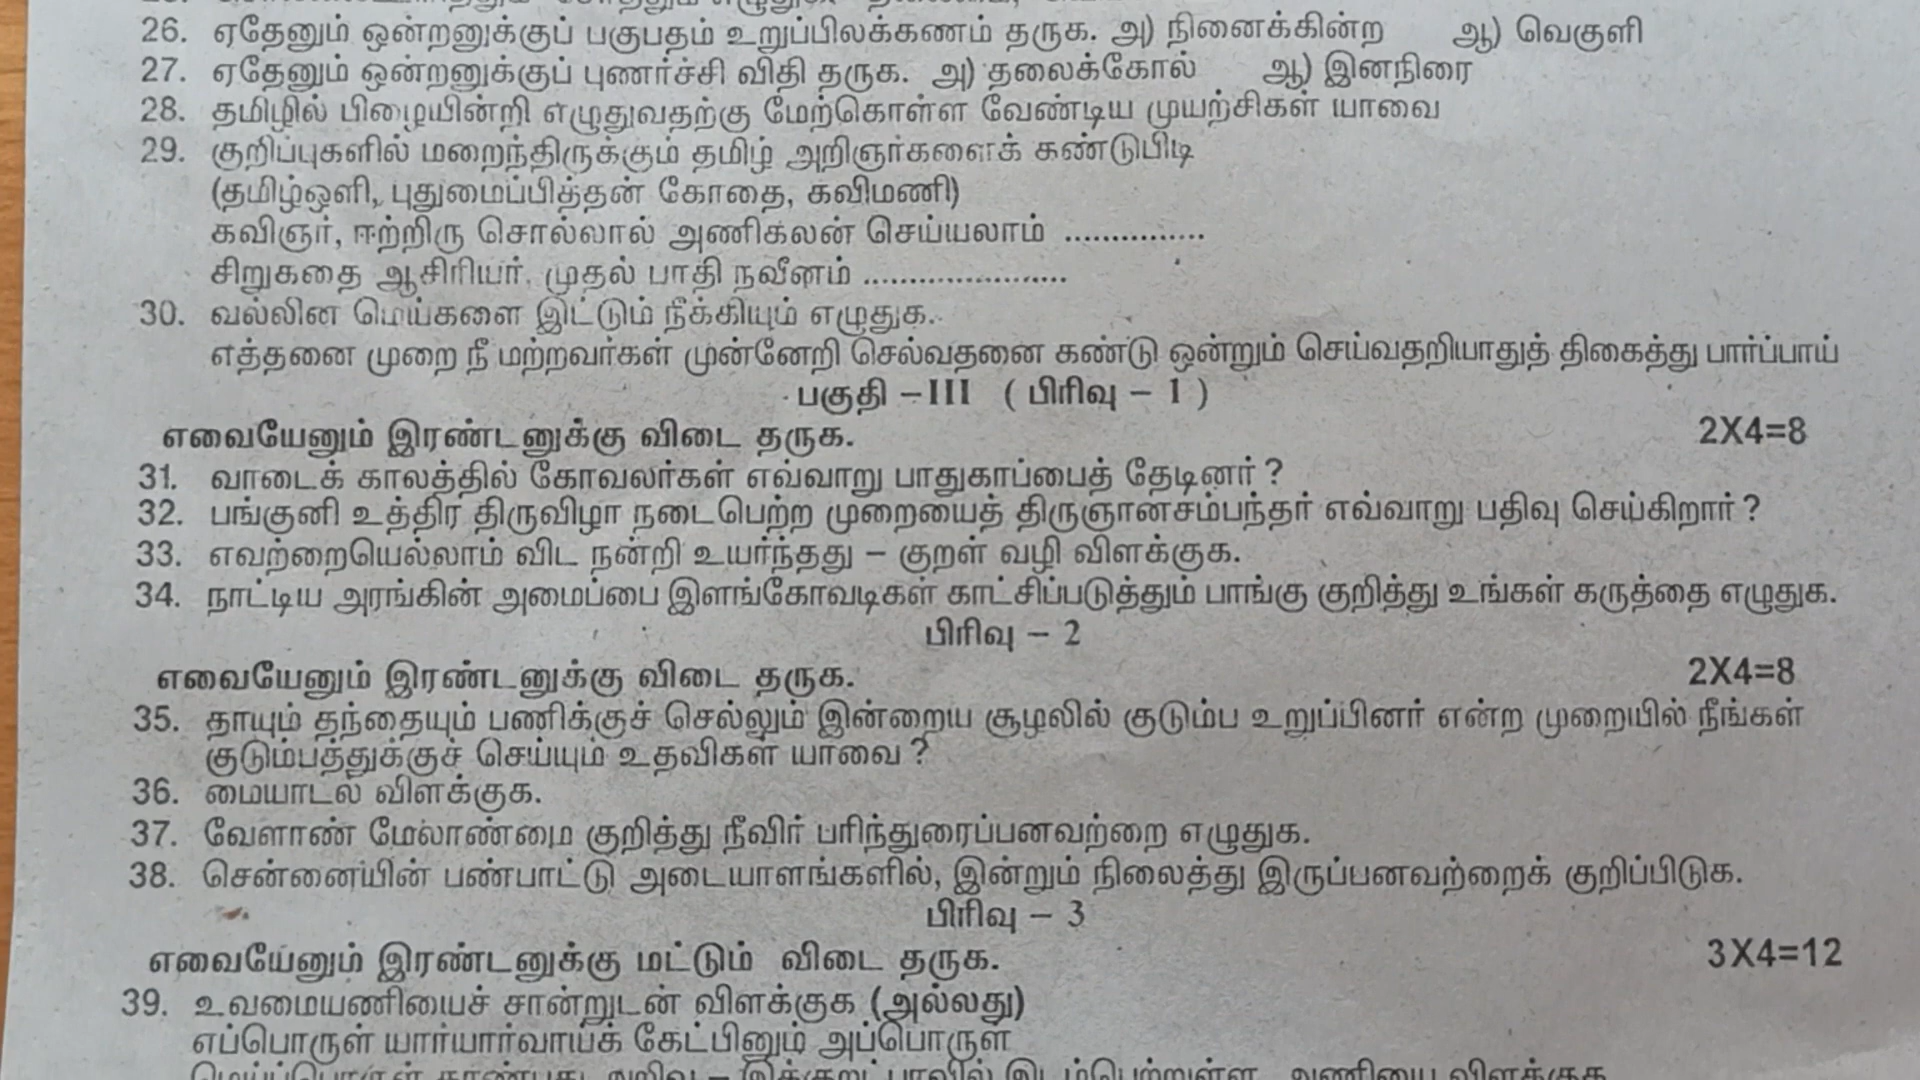 26. ஏதேனும் ஒன்றனுக்குப் பகுபதம் உறுப்பிலக்கணம் தருக. அ) நினைக்கின்ற ஆ) வெகுளி
27. ஏதேனும் ஒன்றனுக்குப் புணர்ச்சி விதி தருக. அ) தலைக்கோல் ஆ) இனநிரை
28. தமிழில் பிழையின்றி எழுதுவதற்கு மேற்கொள்ள வேண்டிய முயற்சிகள் யாவை
29. குறிப்புகளில் மறைந்திருக்கும் தமிழ் அறிஞர்களைக் கண்டுபிடி
(தமிழ்ஒளி, புதுமைப்பித்தன் கோதை, கவிமணி)
கவிஞர், ஈற்றிரு சொல்லால் அணிகலன் செய்யலாம் ...............
சிறுகதை ஆசிரியர், முதல் பாதி நவீனம் ......................
30. வல்லின மெய்களை இட்டும் நீக்கியும் எழுதுக.
எத்தனை முறை நீ மற்றவர்கள் முன்னேறி செல்வதனை கண்டு ஒன்றும் செய்வதறியாதுத் திகைத்து பார்ப்பாய்
பகுதி –III ( பிரிவு – 1 )
எவையேனும் இரண்டனுக்கு விடை தருக. 2X4=8
31. வாடைக் காலத்தில் கோவலர்கள் எவ்வாறு பாதுகாப்பைத் தேடினர் ?
32. பங்குனி உத்திர திருவிழா நடைபெற்ற முறையைத் திருஞானசம்பந்தர் எவ்வாறு பதிவு செய்கிறார் ?
33. எவற்றையெல்லாம் விட நன்றி உயர்ந்தது – குறள் வழி விளக்குக.
34. நாட்டிய அரங்கின் அமைப்பை இளங்கோவடிகள் காட்சிப்படுத்தும் பாங்கு குறித்து உங்கள் கருத்தை எழுதுக.
பிரிவு – 2
எவையேனும் இரண்டனுக்கு விடை தருக. 2X4=8
35. தாயும் தந்தையும் பணிக்குச் செல்லும் இன்றைய சூழலில் குடும்ப உறுப்பினர் என்ற முறையில் நீங்கள்
குடும்பத்துக்குச் செய்யும் உதவிகள் யாவை ?
36. மையாடல் விளக்குக.
37. வேளாண் மேலாண்மை குறித்து நீவிர் பரிந்துரைப்பனவற்றை எழுதுக.
38. சென்னையின் பண்பாட்டு அடையாளங்களில், இன்றும் நிலைத்து இருப்பனவற்றைக் குறிப்பிடுக.
பிரிவு – 3
எவையேனும் இரண்டனுக்கு மட்டும் விடை தருக. 3X4=12
39. உவமையணியைச் சான்றுடன் விளக்குக (அல்லது)
எப்பொருள் யார்யார்வாய்க் கேட்பினும் அப்பொருள்